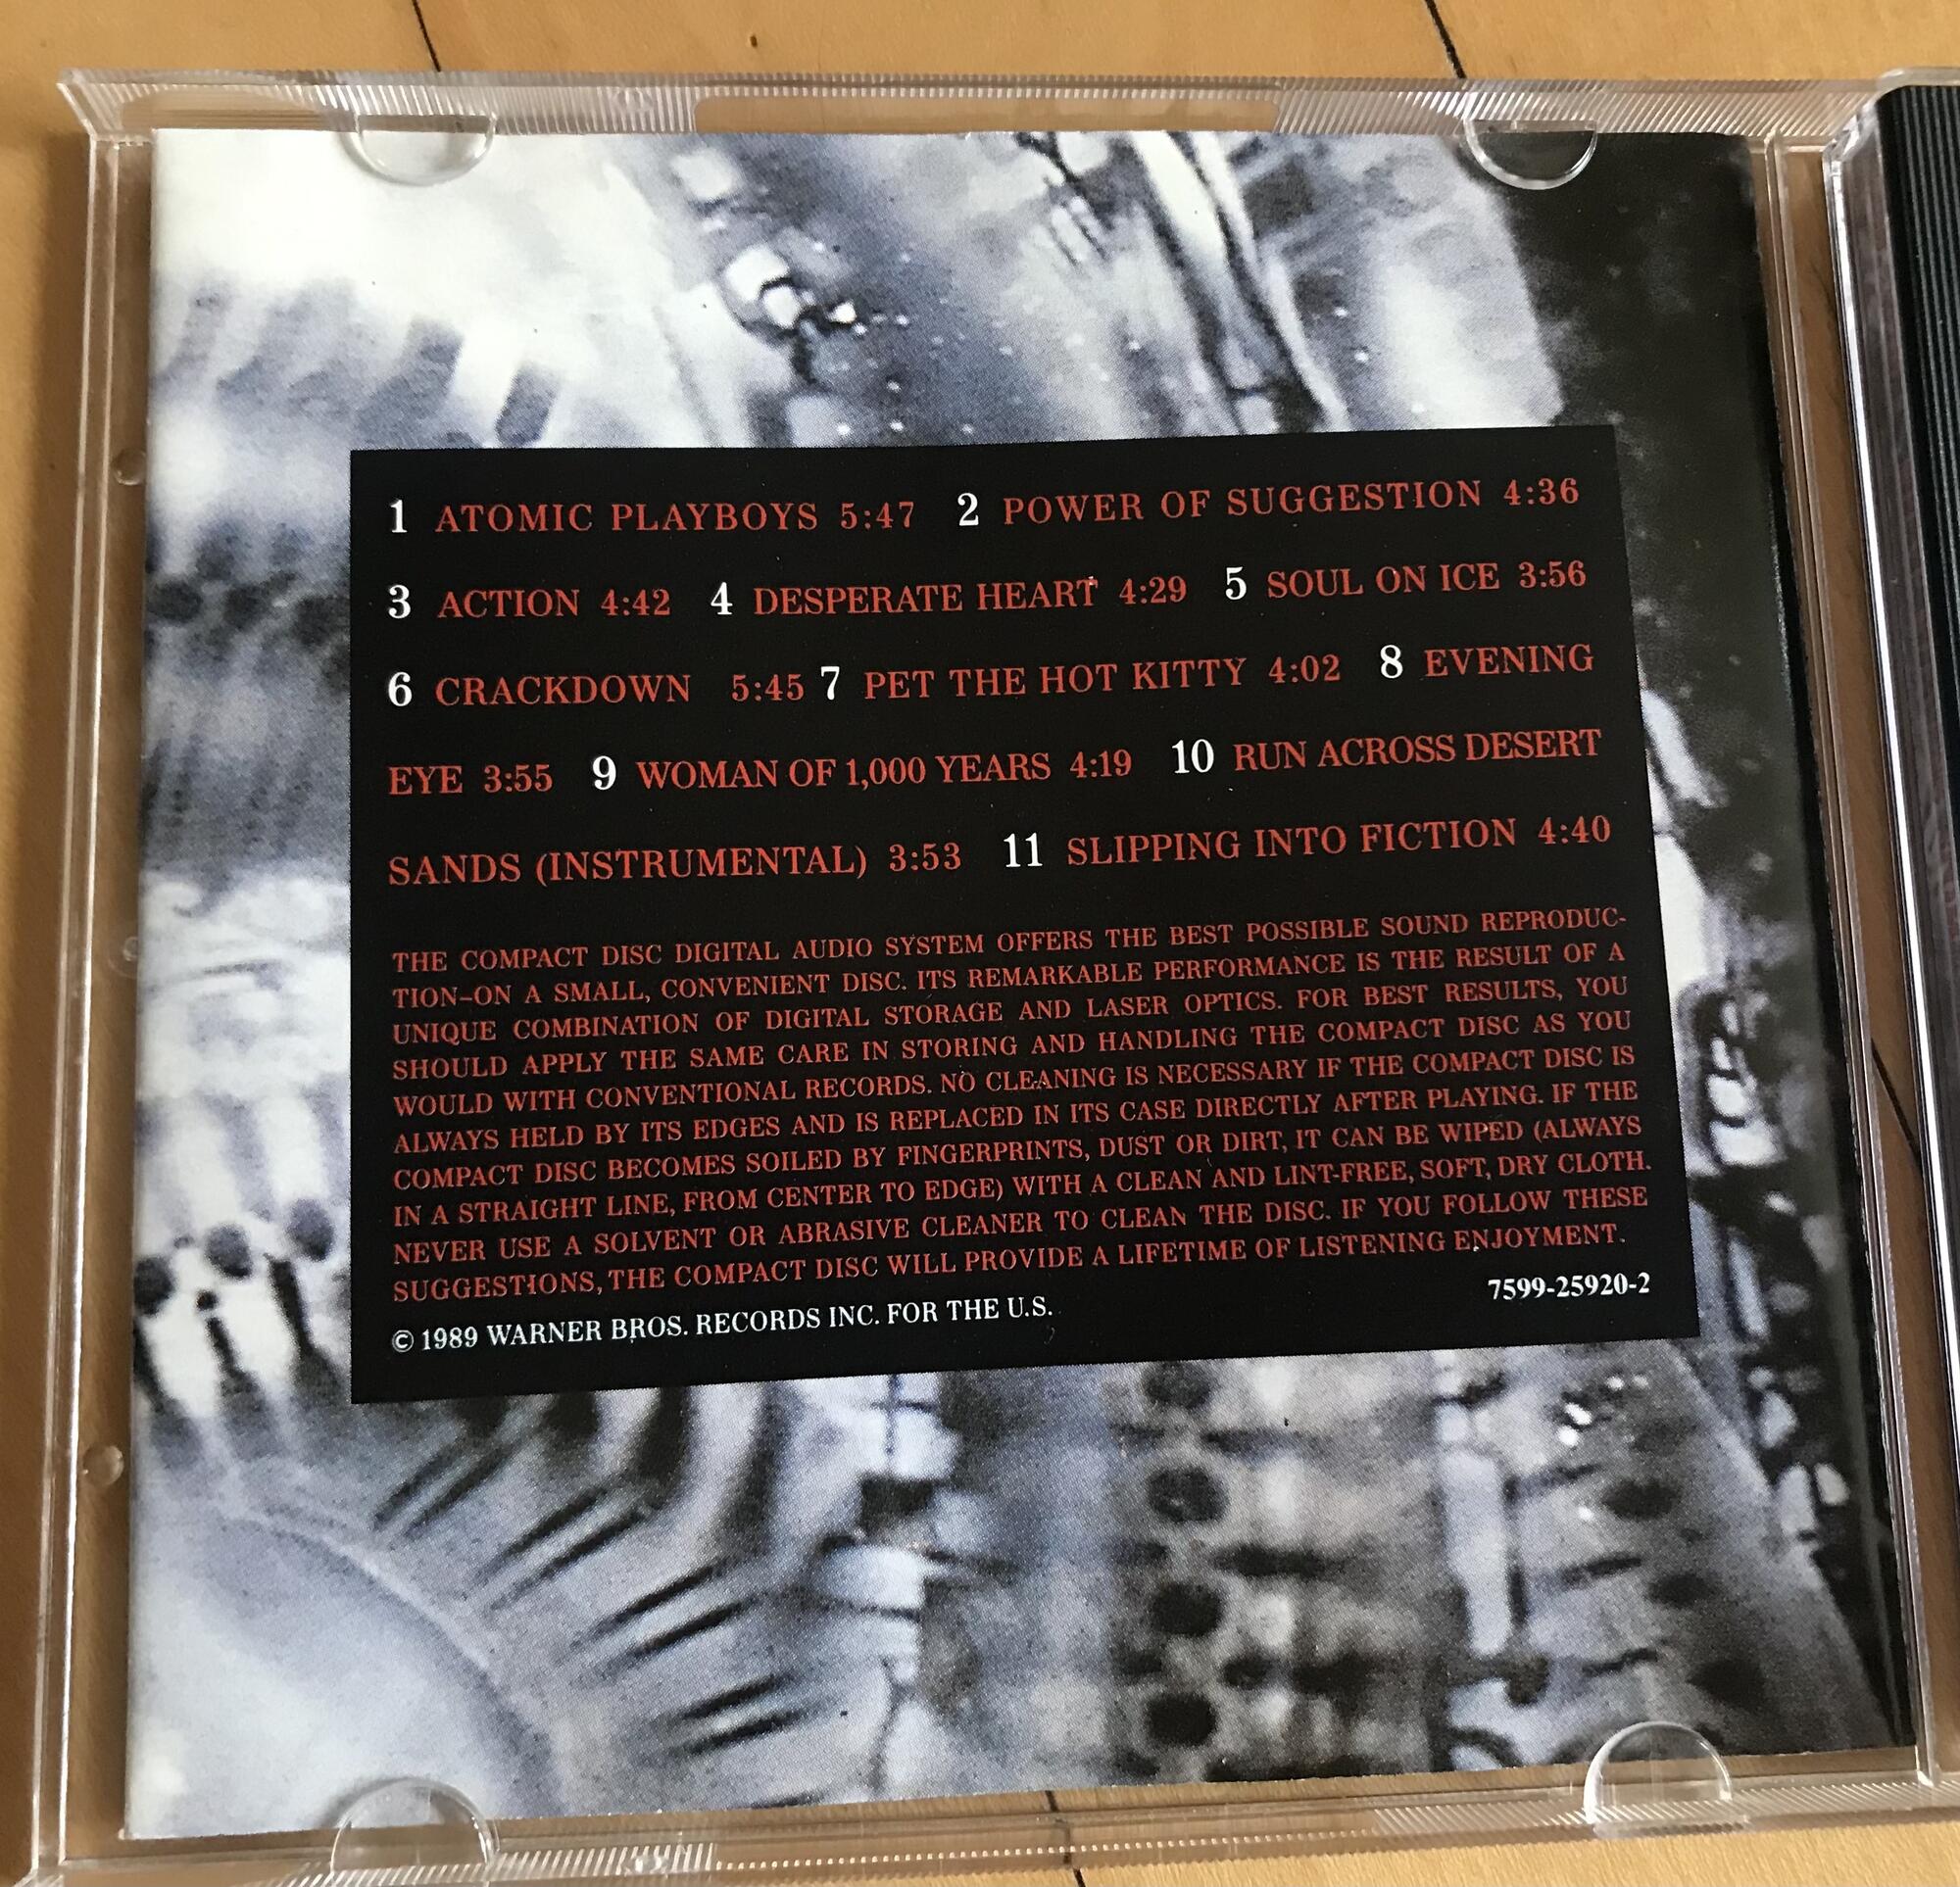 1 ATOMIC PLAYBOYS 5:47 2 POWER OF SUGGESTION 4:36
3 ACTION 4:42 4 DESPERATE HEART 4:29 5 SOUL ON ICE 3:56
6 CRACKDOWN 5:45 7 PET THE HOT KITTY 4:02 8 EVENING
EYE 3:55 9 WOMAN OF 1,000 YEARS 4:19 10 RUN ACROSS DESERT
SANDS (INSTRUMENTAL) 3:53 11 SLIPPING INTO FICTION 4:40
THE COMPACT DISC DIGITAL AUDIO SYSTEM OFFERS THE BEST POSSIBLE SOUND REPRODUC-
TION–ON A SMALL, CONVENIENT DISC. ITS REMARKABLE PERFORMANCE IS THE RESULT OF A
UNIQUE COMBINATION OF DIGITAL STORAGE AND LASER OPTICS. FOR BEST RESULTS, YOU
SHOULD APPLY THE SAME CARE IN STORING AND HANDLING THE COMPACT DISC AS YOU
WOULD WITH CONVENTIONAL RECORDS. NO CLEANING IS NECESSARY IF THE COMPACT DISC IS
ALWAYS HELD BY ITS EDGES AND IS REPLACED IN ITS CASE DIRECTLY AFTER PLAYING. IF THE
COMPACT DISC BECOMES SOILED BY FINGERPRINTS, DUST OR DIRT, IT CAN BE WIPED (ALWAYS
IN A STRAIGHT LINE, FROM CENTER TO EDGE) WITH A CLEAN AND LINT-FREE, SOFT, DRY CLOTH.
NEVER USE A SOLVENT OR ABRASIVE CLEANER TO CLEAN THE DISC. IF YOU FOLLOW THESE
SUGGESTIONS, THE COMPACT DISC WILL PROVIDE A LIFETIME OF LISTENING ENJOYMENT.
© 1989 WARNER BROS. RECORDS INC. FOR THE U.S. 7599-25920-2